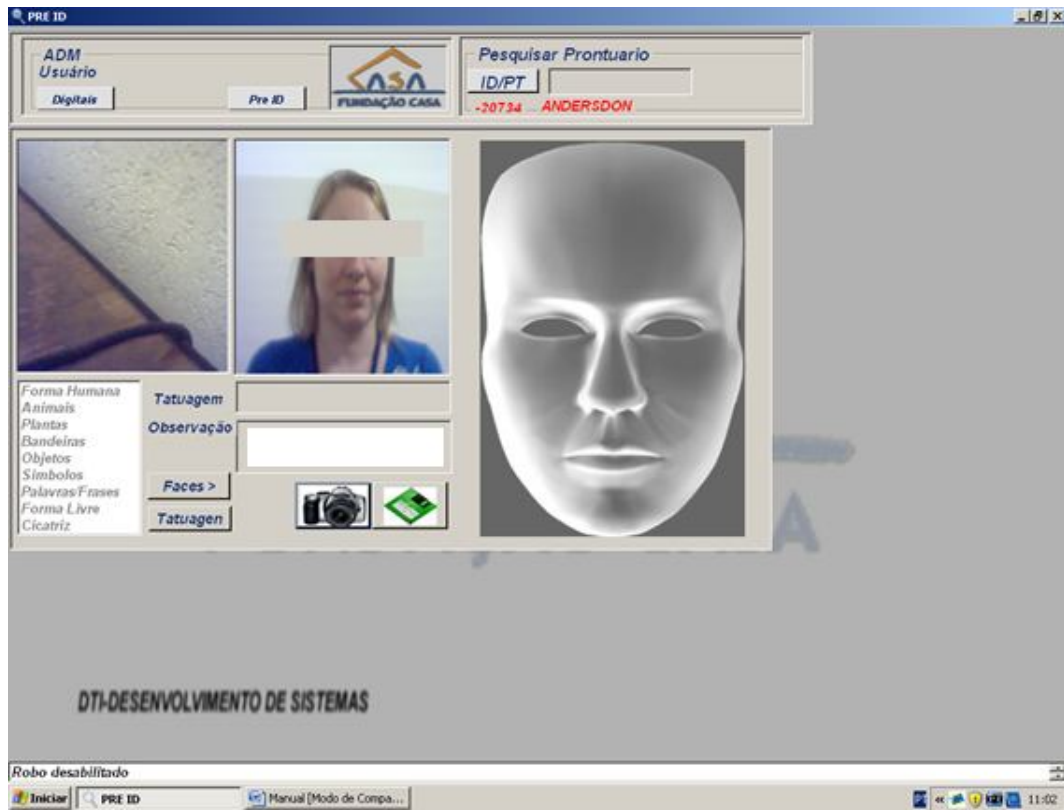 PRE ID
ADM
Usuário
Digitais
Pre ID
CASA
FUNDAÇÃO CASA
Pesquisar Prontuario
ID/PT
-20734 ANDERSDON
Forma Humana
Animais
Plantas
Bandeiras
Objetos
Simbolos
Palavras/Frases
Forma Livre
Cicatriz
Tatuagem
Observação
Faces >
Tatuagen
A
DTI-DESENVOLVIMENTO DE SISTEMAS
Robo desabilitado
Iniciar
PRE ID
Manual [Modo de Compa...
11:02